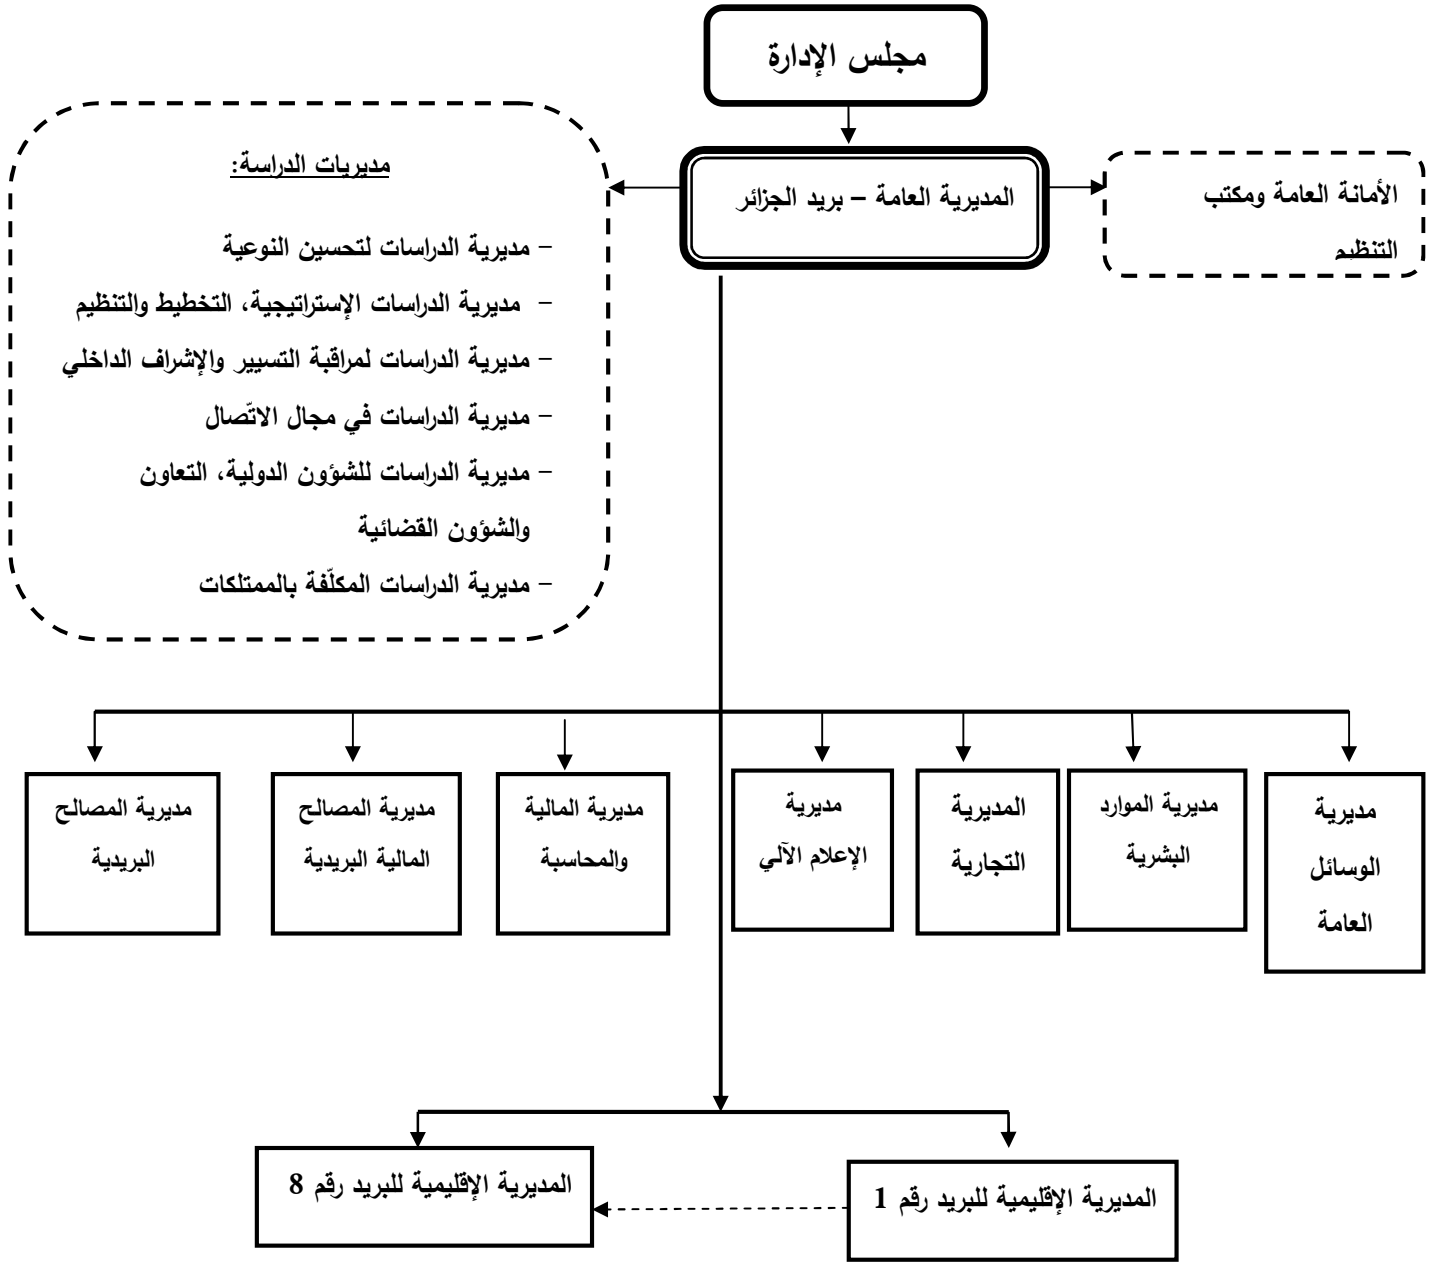 مجلس الإدارة
المديرية العامة – بريد الجزائر
الأمانة العامة ومكتب
التنظيم
مديريات الدراسة:
– مديرية الدراسات لتحسين النوعية
– مديرية الدراسات الإستراتيجية، التخطيط والتنظيم
– مديرية الدراسات لمراقبة التسيير والإشراف الداخلي
– مديرية الدراسات في مجال الاتّصال
– مديرية الدراسات للشؤون الدولية، التعاون
والشؤون القضائية
– مديرية الدراسات المكلّفة بالممتلكات
مديرية
الوسائل
العامة
مديرية الموارد
البشرية
المديرية
التجارية
مديرية
الإعلام الآلي
مديرية المالية
والمحاسبة
مديرية المصالح
المالية البريدية
مديرية المصالح
البريدية
المديرية الإقليمية للبريد رقم 1
المديرية الإقليمية للبريد رقم 8